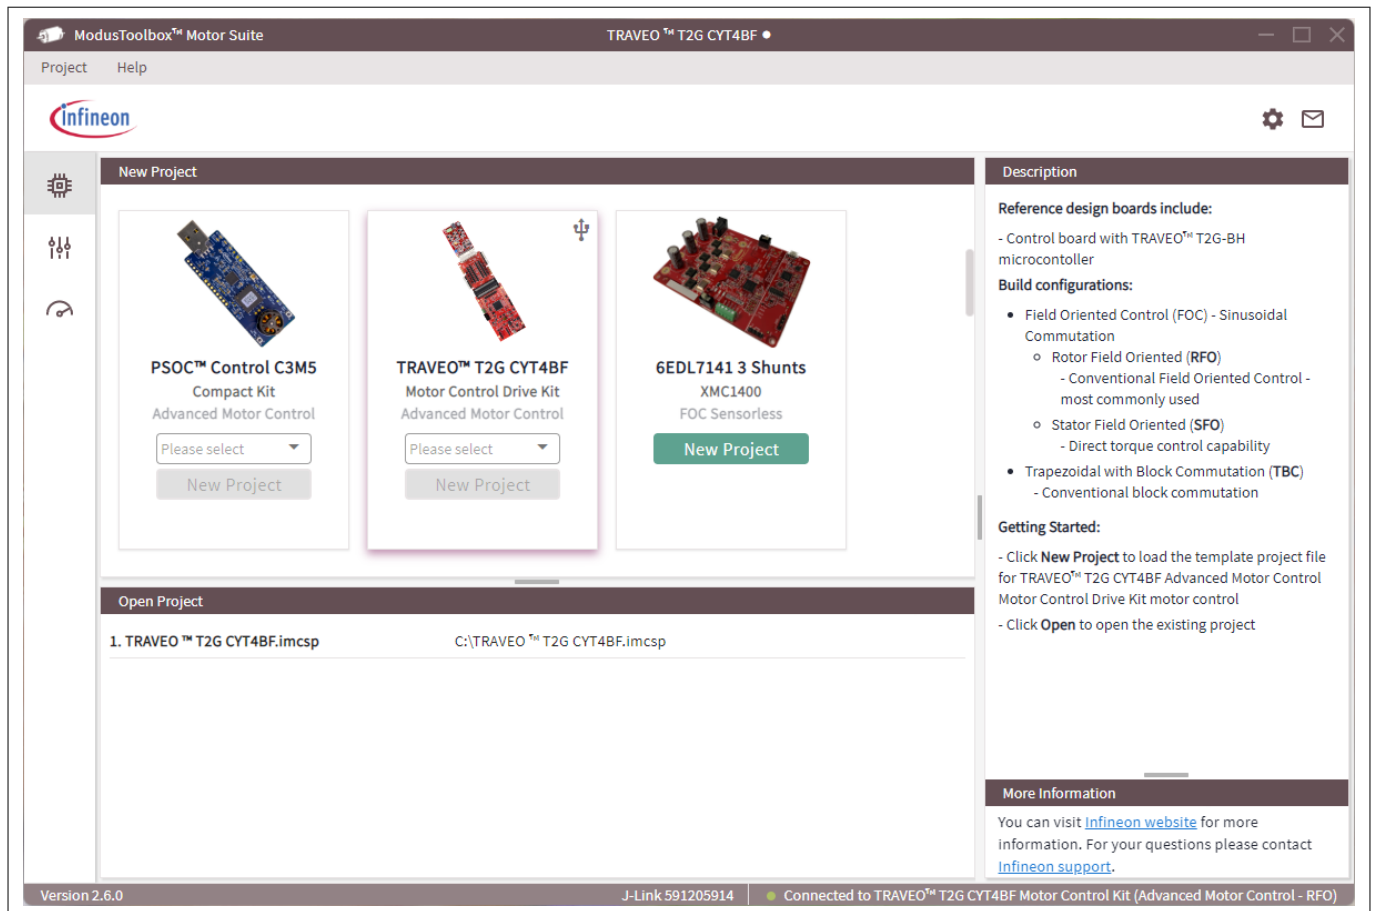 ModusToolbox™ Motor Suite
TRAVEO ™ T2G CYT4BF ●
Project Help
infineon
New Project
PSOC™ Control C3M5
Compact Kit
Advanced Motor Control
Please select
New Project
TRAVEO™ T2G CYT4BF
Motor Control Drive Kit
Advanced Motor Control
Please select
New Project
6EDL7141 3 Shunts
XMC1400
FOC Sensorless
New Project
Open Project
1. TRAVEO ™ T2G CYT4BF.imcsp C:\TRAVEO ™ T2G CYT4BF.imcsp
Description
Reference design boards include:
- Control board with TRAVEO™ T2G-BH
microcontoller
Build configurations:
• Field Oriented Control (FOC) - Sinusoidal
Commutation
○ Rotor Field Oriented (RFO)
- Conventional Field Oriented Control -
most commonly used
○ Stator Field Oriented (SFO)
- Direct torque control capability
• Trapezoidal with Block Commutation (TBC)
- Conventional block commutation
Getting Started:
- Click New Project to load the template project file
for TRAVEO™ T2G CYT4BF Advanced Motor Control
Motor Control Drive Kit motor control
- Click Open to open the existing project
More Information
You can visit Infineon website for more
information. For your questions please contact
Infineon support.
Version 2.6.0
J-Link 591205914
Connected to TRAVEO™ T2G CYT4BF Motor Control Kit (Advanced Motor Control - RFO)